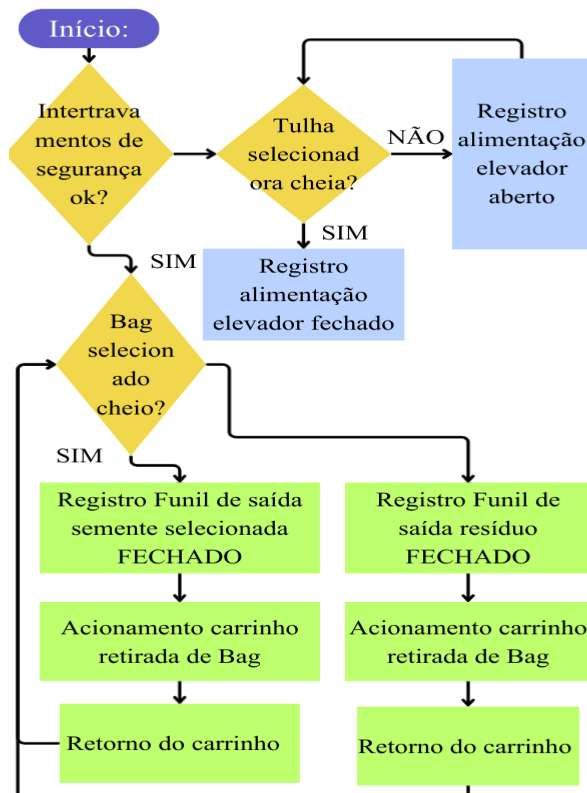 Início:
Intertrava
mentos de
segurança
ok?
Tulha
selecionad
ora cheia?
NÃO
Registro
alimentação
elevador
aberto
SIM
SIM
Registro
alimentação
elevador fechado
Bag
selecion
ado
cheio?
SIM
Registro Funil de saída
semente selecionada
FECHADO
Registro Funil de
saída resíduo
FECHADO
Acionamento carrinho
retirada de Bag
Acionamento carrinho
retirada de Bag
Retorno do carrinho
Retorno do carrinho